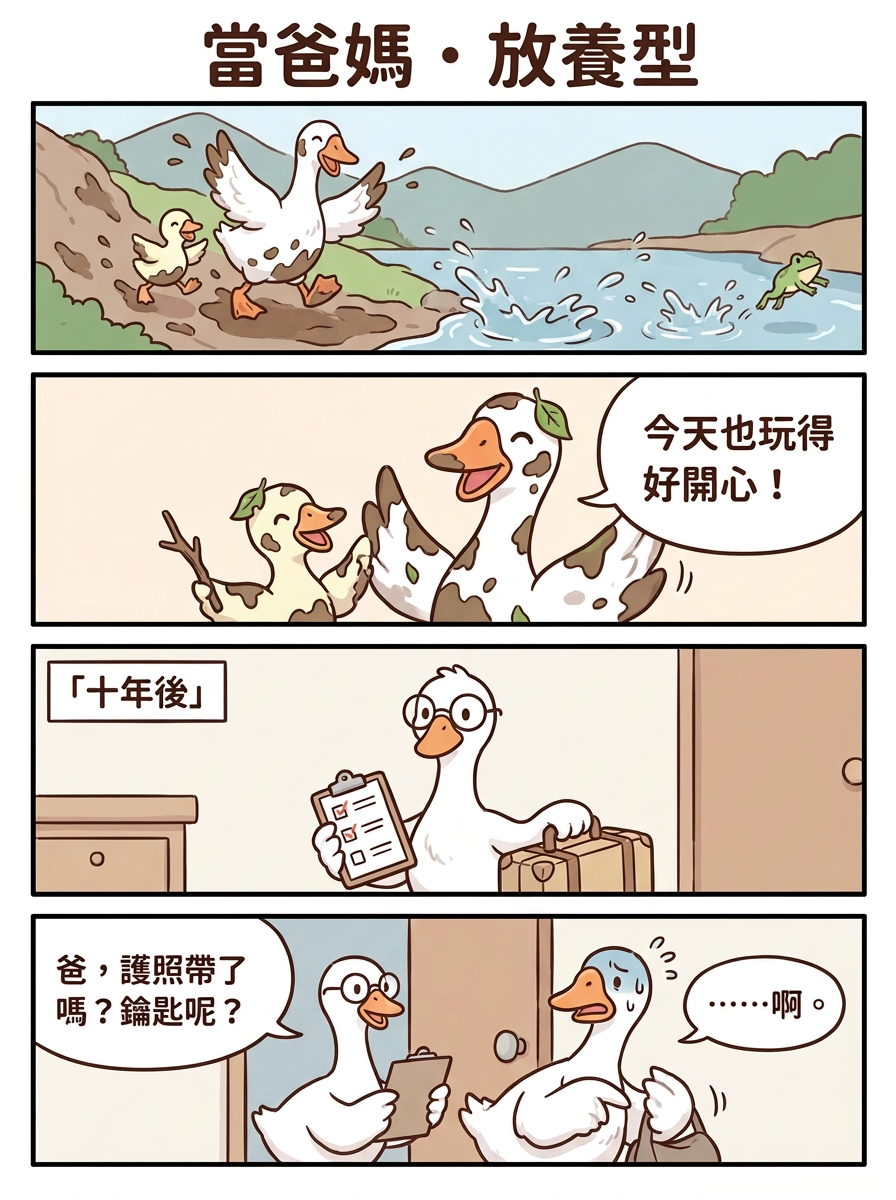 當爸媽・放養型
今天也玩得
好開心！
「十年後」
爸，護照帶了
嗎？鑰匙呢？
……啊。